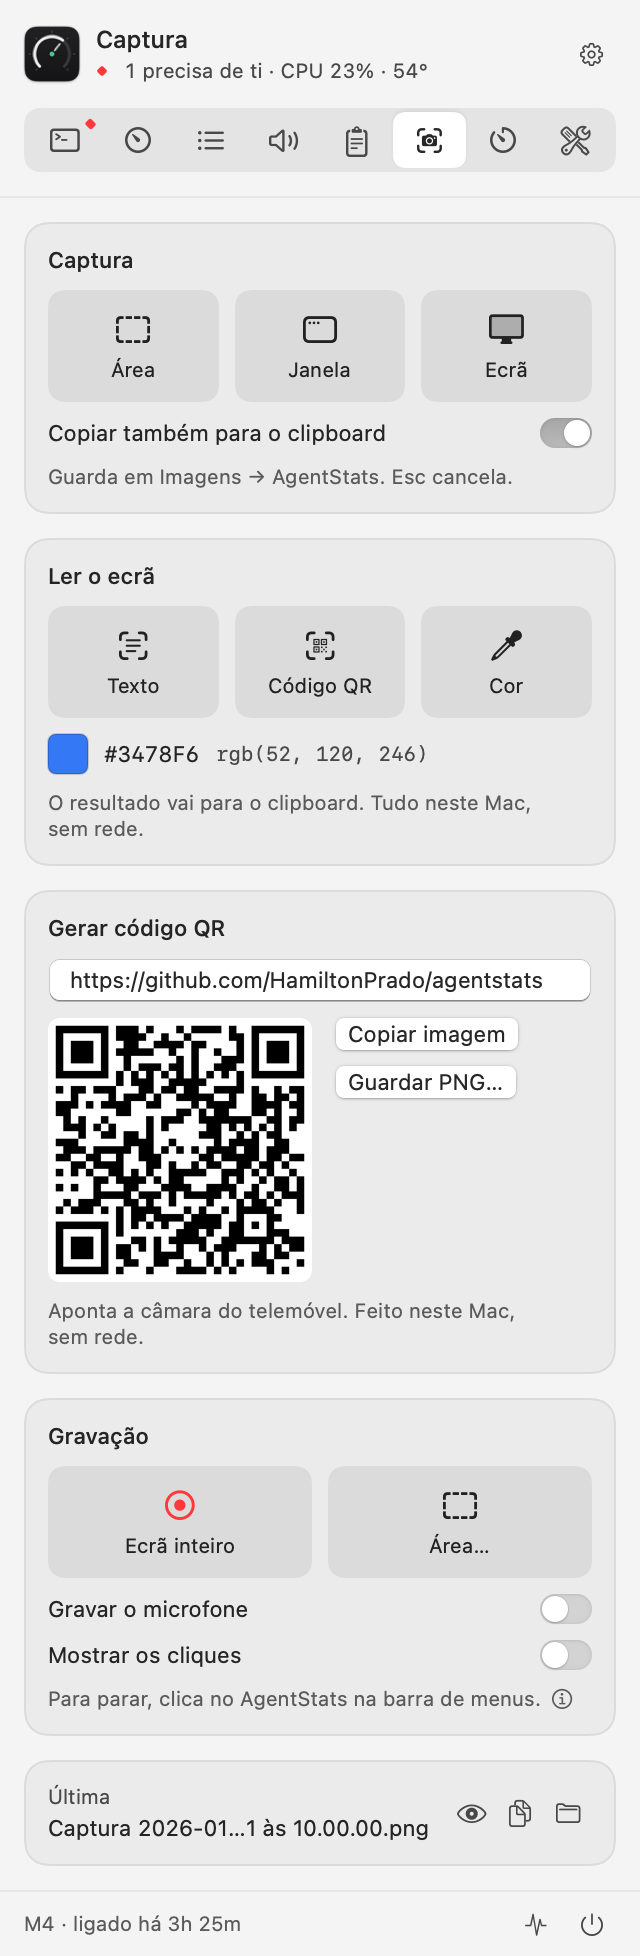 Captura
1 precisa de ti · CPU 23% · 54°
Captura
Área
Janela
Ecrã
Copiar também para o clipboard
Guarda em Imagens → AgentStats. Esc cancela.
Ler o ecrã
Texto
Código QR
Cor
#3478F6 rgb(52, 120, 246)
O resultado vai para o clipboard. Tudo neste Mac,
sem rede.
Gerar código QR
https://github.com/HamiltonPrado/agentstats
Copiar imagem
Guardar PNG...
Aponta a câmara do telemóvel. Feito neste Mac,
sem rede.
Gravação
Ecrã inteiro
Área...
Gravar o microfone
Mostrar os cliques
Para parar, clica no AgentStats na barra de menus.
Última
Captura 2026-01...1 às 10.00.00.png
M4 · ligado há 3h 25m